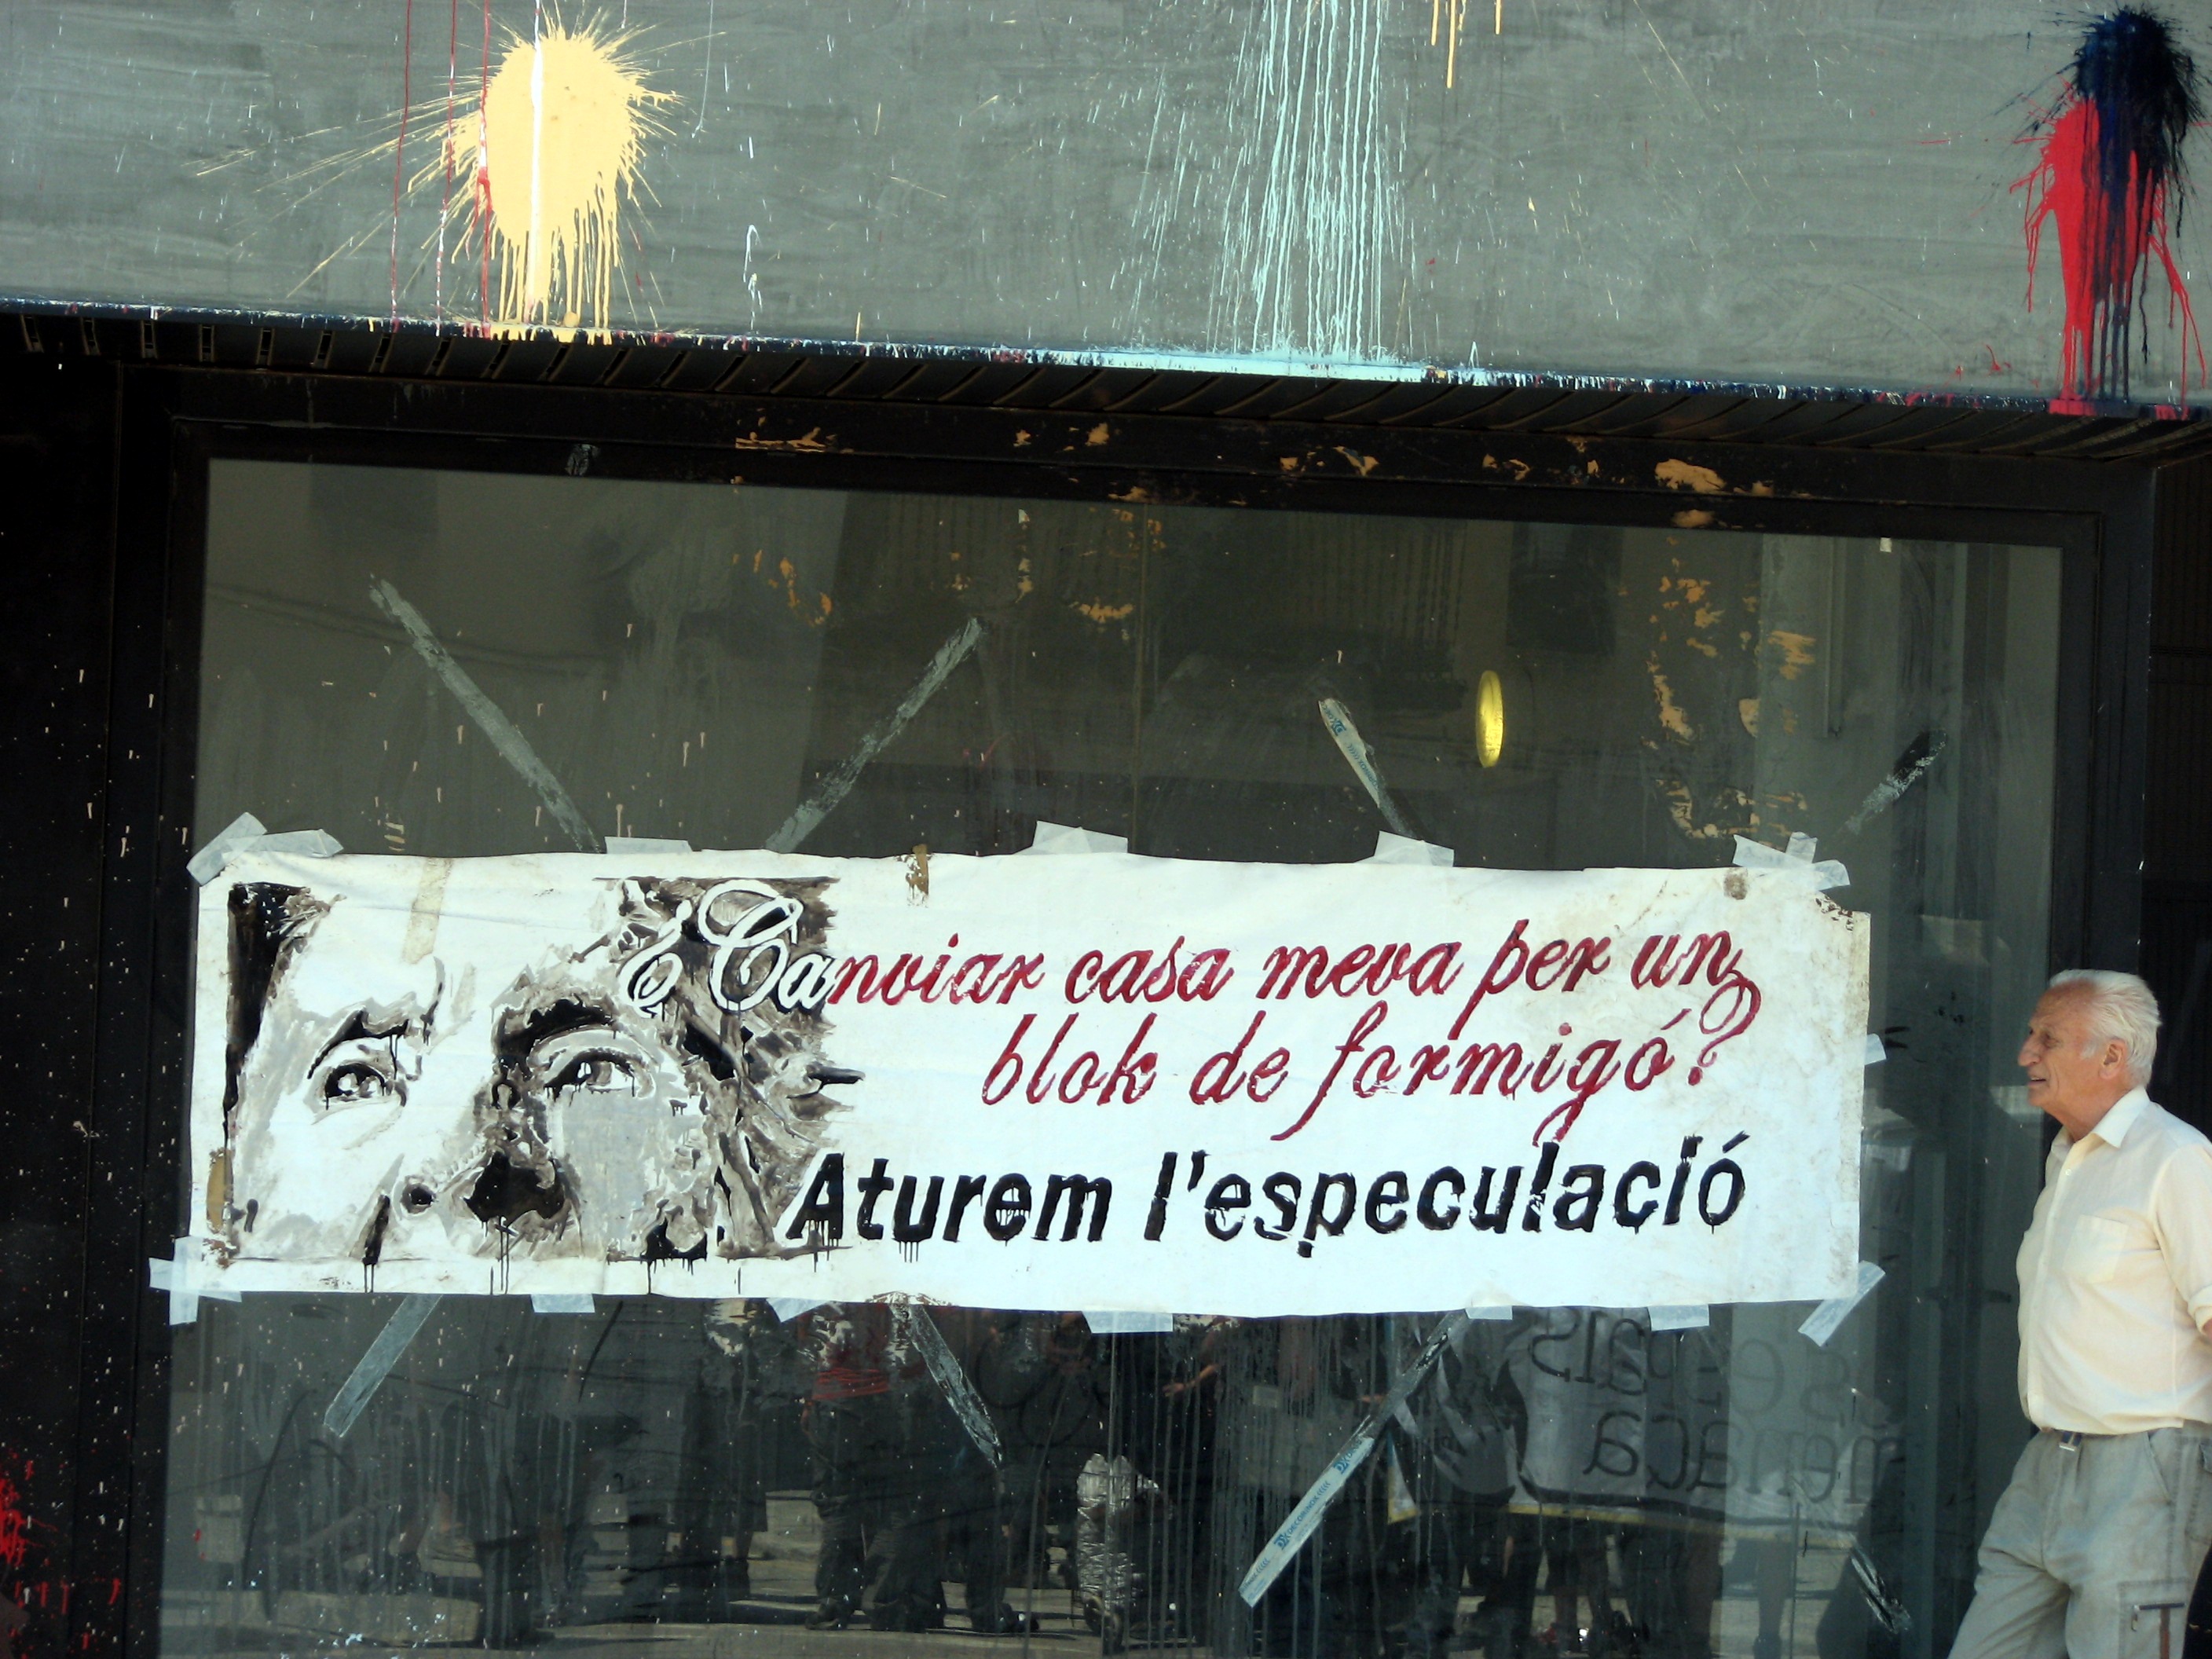 ¿Canviar casa meva per un
blok de formigó?
Aturem l'especulació